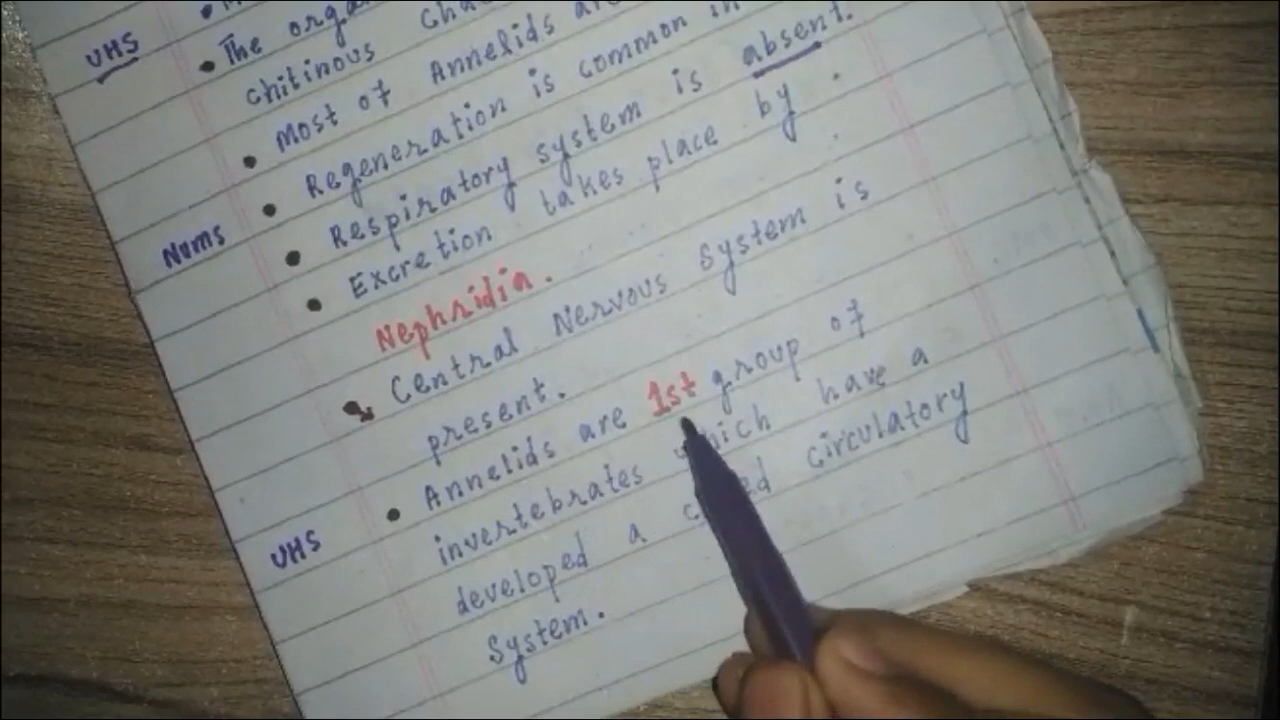 UHS
• The organ
chitinous
• Most of Annelids are
• Regeneration is common in
• Respiratory system is absent.
Nums
• Excretion takes place by
Nephridia.
Central Nervous System is
present.
• Annelids are 1st group of
invertebrates which have a
UHS
developed a circulatory
System.